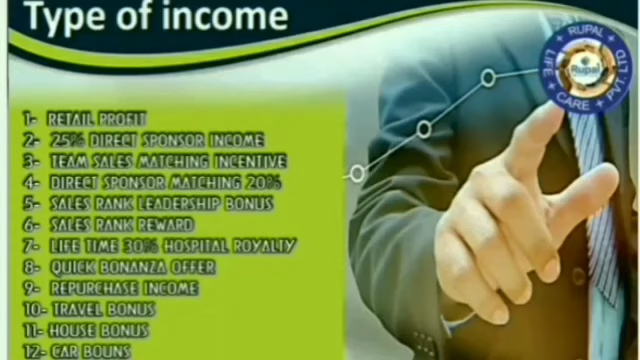 Type of income
RUPAL
LIFE + CARE + PVT. LTD
Rupal
1- RETAIL PROFIT
2- 25% DIRECT SPONSOR INCOME
3- TEAM SALES MATCHING INCENTIVE
4- DIRECT SPONSOR MATCHING 20%
5- SALES RANK LEADERSHIP BONUS
6- SALES RANK REWARD
7- LIFE TIME 30% HOSPITAL ROYALTY
8- QUICK BONANZA OFFER
9- REPURCHASE INCOME
10- TRAVEL BONUS
11- HOUSE BONUS
12- CAR BOUNS